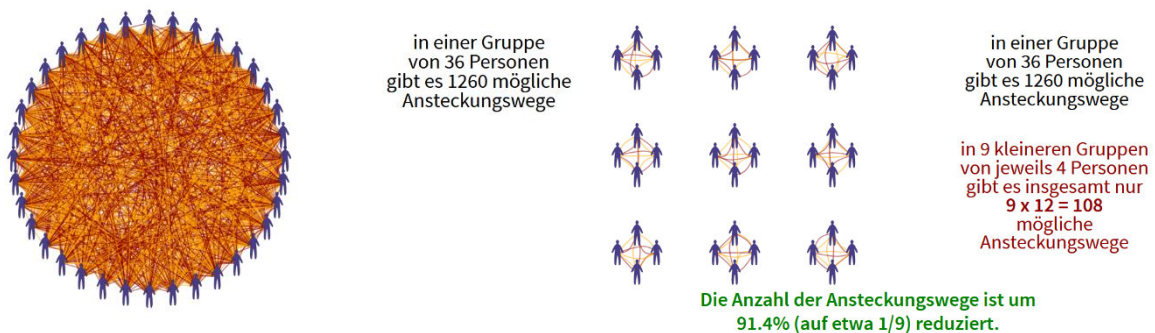 in einer Gruppe
von 36 Personen
gibt es 1260 mögliche
Ansteckungswege
in einer Gruppe
von 36 Personen
gibt es 1260 mögliche
Ansteckungswege
in 9 kleineren Gruppen
von jeweils 4 Personen
gibt es insgesamt nur
9 x 12 = 108
mögliche
Ansteckungswege
Die Anzahl der Ansteckungswege ist um
91.4% (auf etwa 1/9) reduziert.